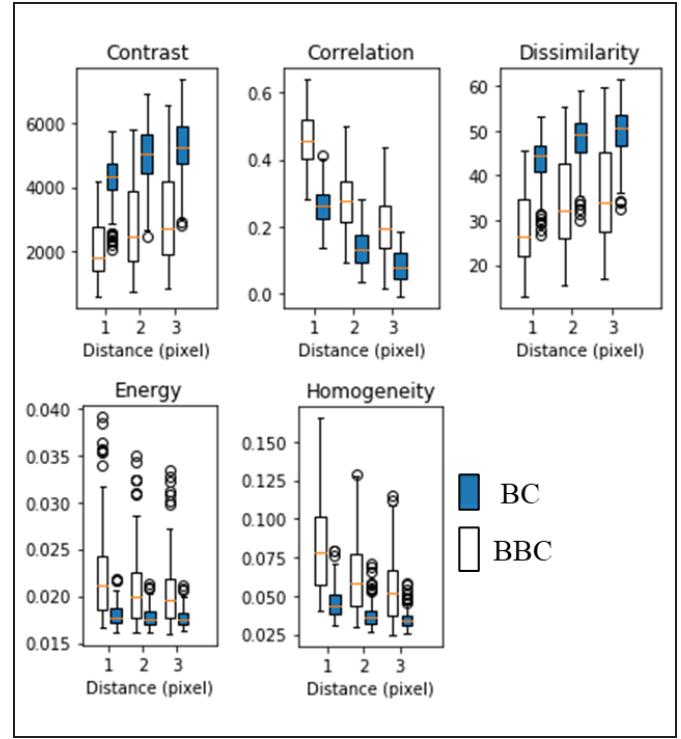 Contrast
Correlation
Dissimilarity
6000
4000
2000
1 2 3
Distance (pixel)
0.6
0.4
0.2
0.0
1 2 3
Distance (pixel)
60
50
40
30
20
1 2 3
Distance (pixel)
Energy
Homogeneity
0.040
0.035
0.030
0.025
0.020
0.015
1 2 3
Distance (pixel)
0.150
0.125
0.100
0.075
0.050
0.025
1 2 3
Distance (pixel)
BC
BBC